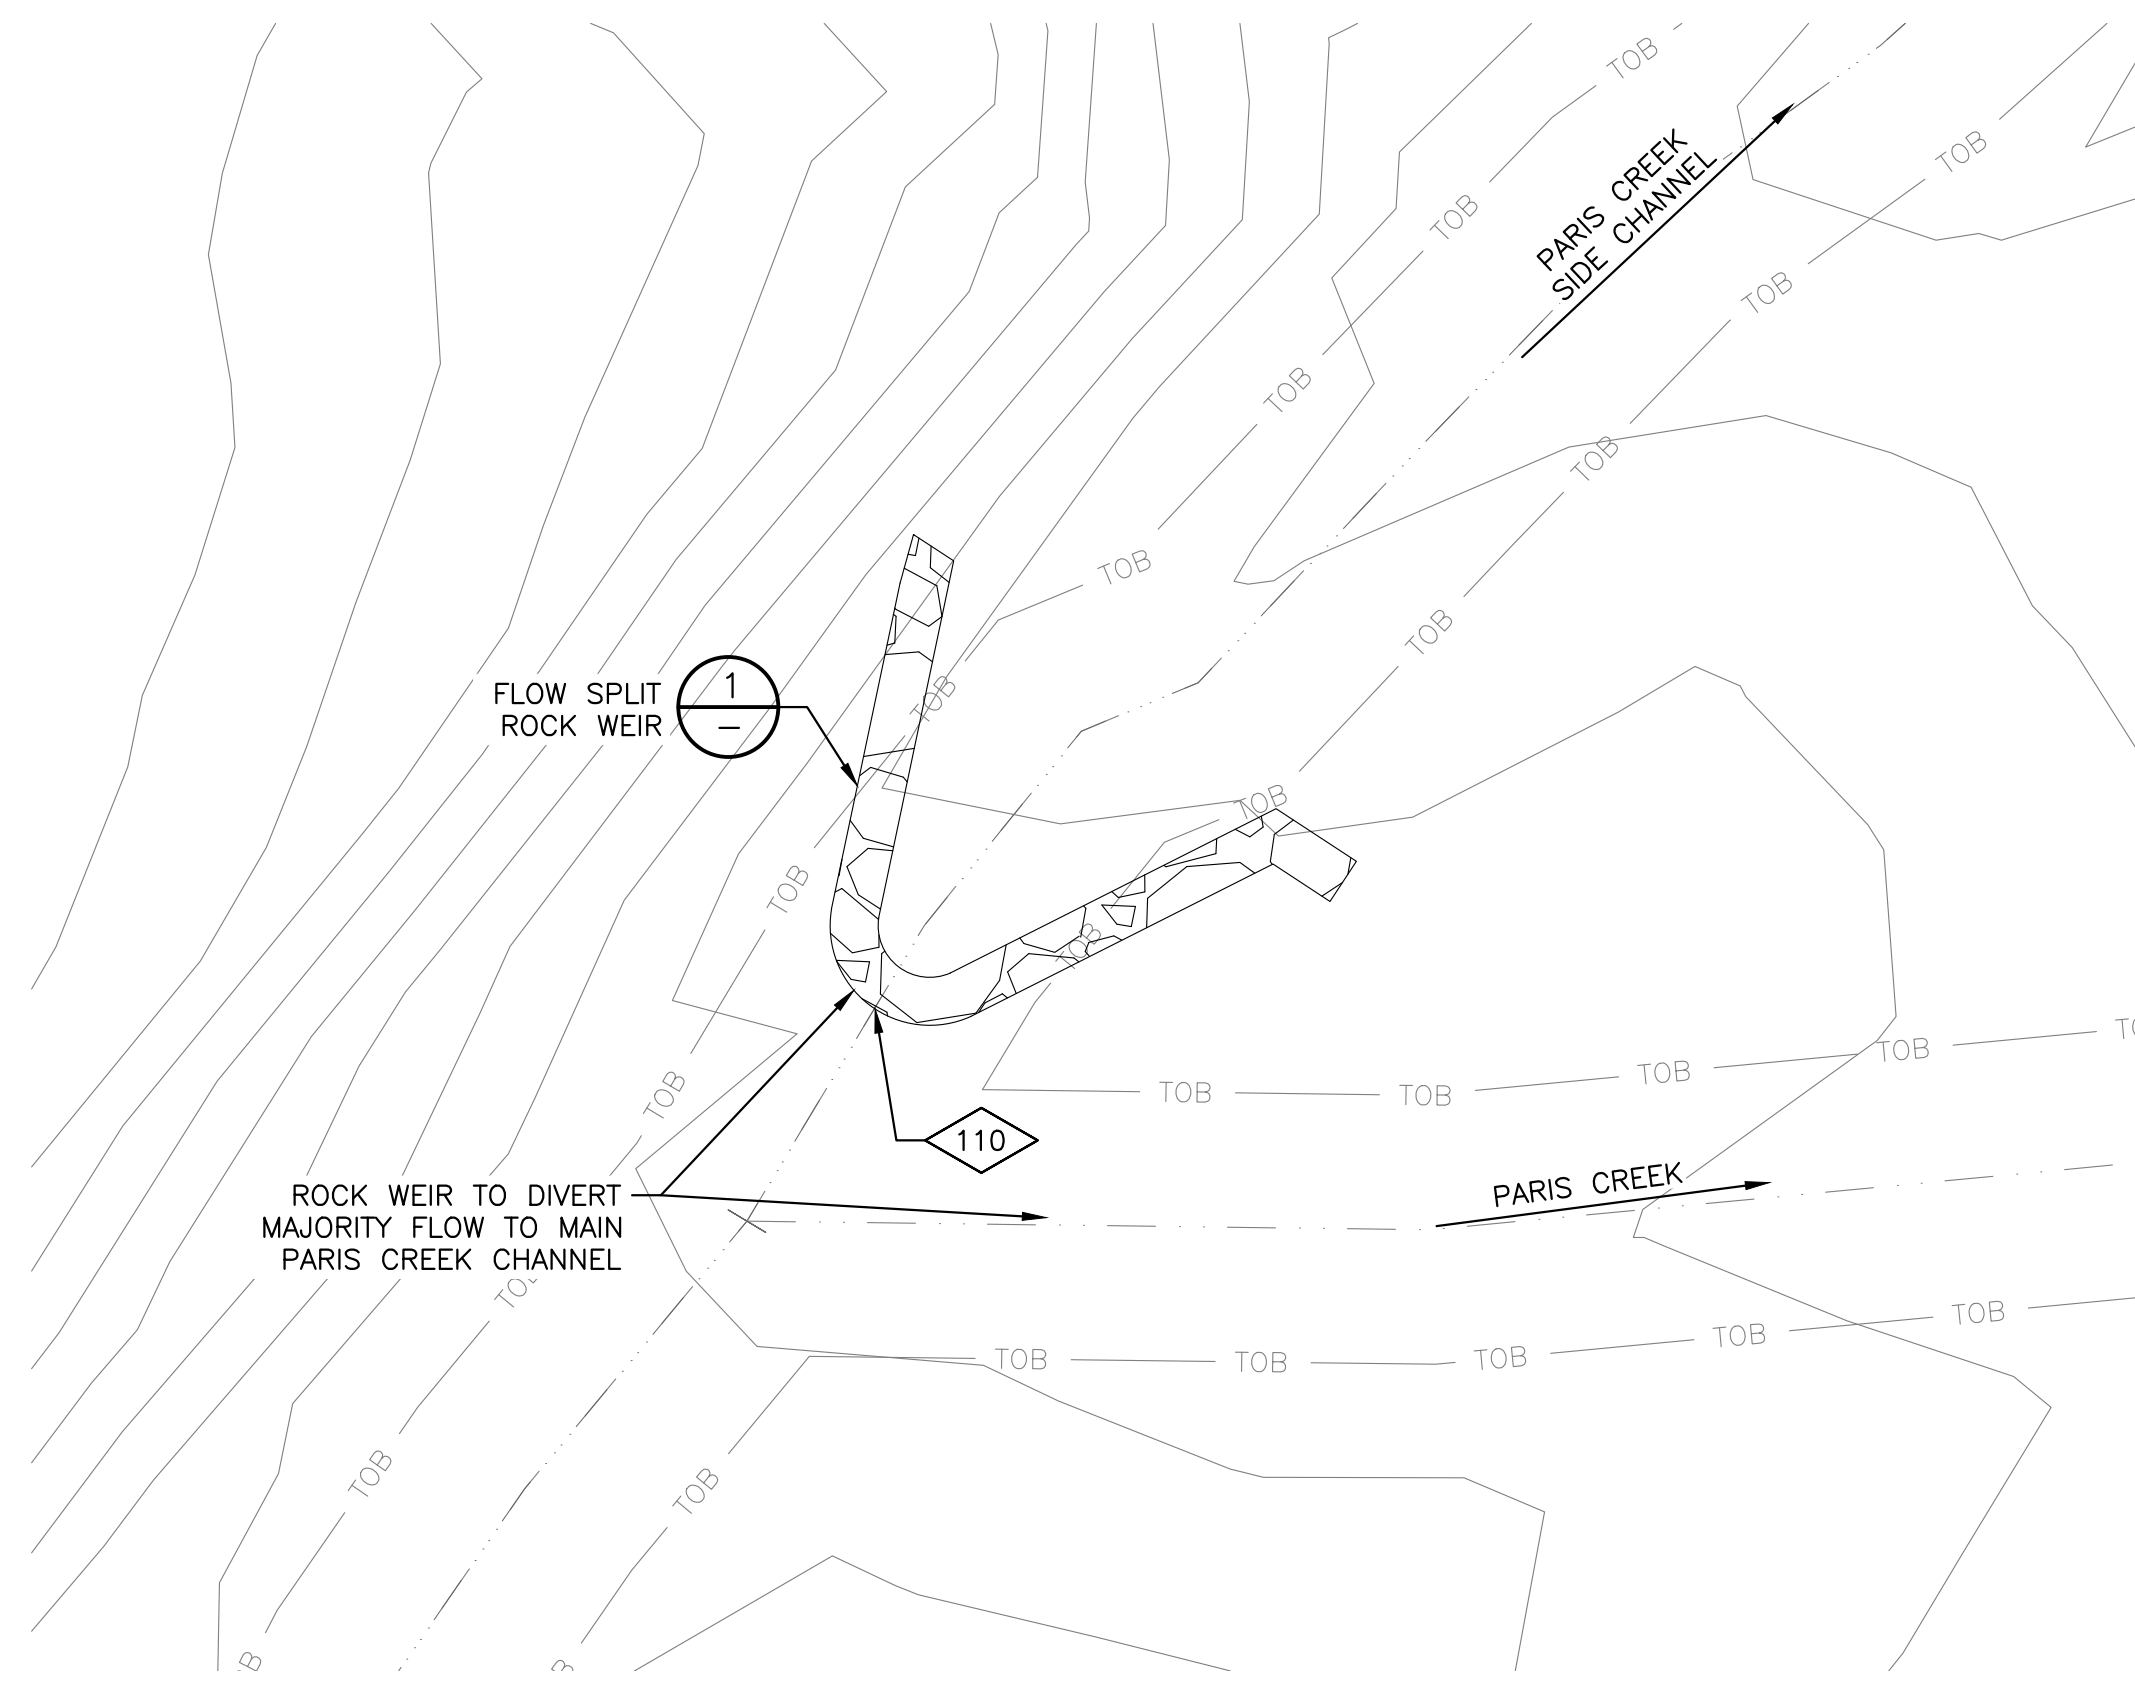 TOB
TOB
PARIS CREEK
SIDE CHANNEL
TOB
TOB
TOB
TOB
TOB
TOB
FLOW SPLIT
ROCK WEIR
1
–
TOB
TOB
TOB
TOB
TOB
TOB
TOB
TOB
TOB
TOB
110
PARIS CREEK
ROCK WEIR TO DIVERT
MAJORITY FLOW TO MAIN
PARIS CREEK CHANNEL
TOB
TOB
TOB
TOB
TOB
TOB
TOB
TOB